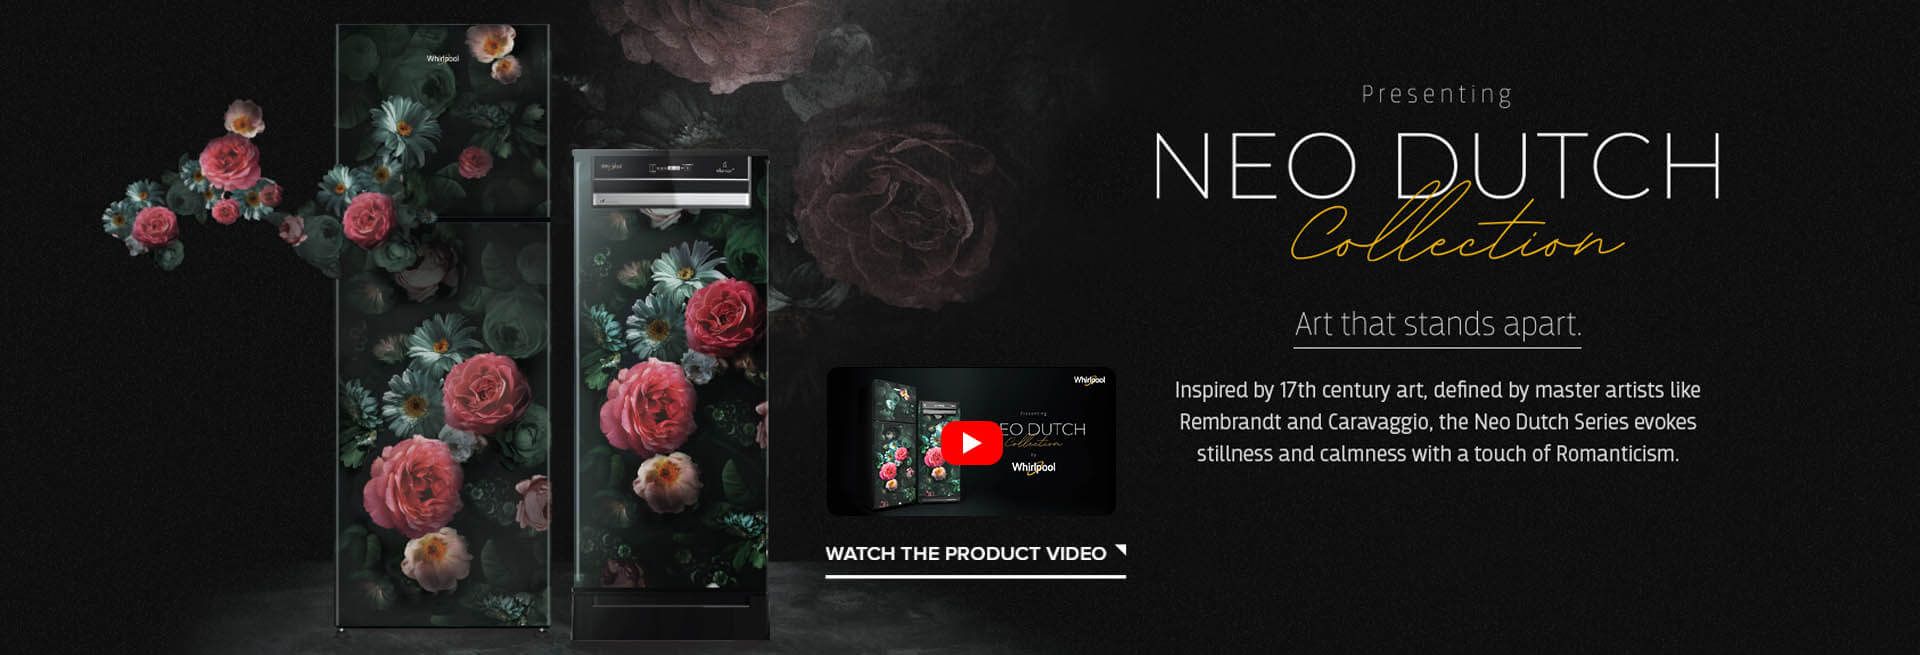 Whirlpool
Presenting
NEO DUTCH
Collection
Art that stands apart.
Inspired by 17th century art, defined by master artists like
Rembrandt and Caravaggio, the Neo Dutch Series evokes
stillness and calmness with a touch of Romanticism.
Whirlpool
Presenting
EO DUTCH
Collection
by
Whirlpool
WATCH THE PRODUCT VIDEO